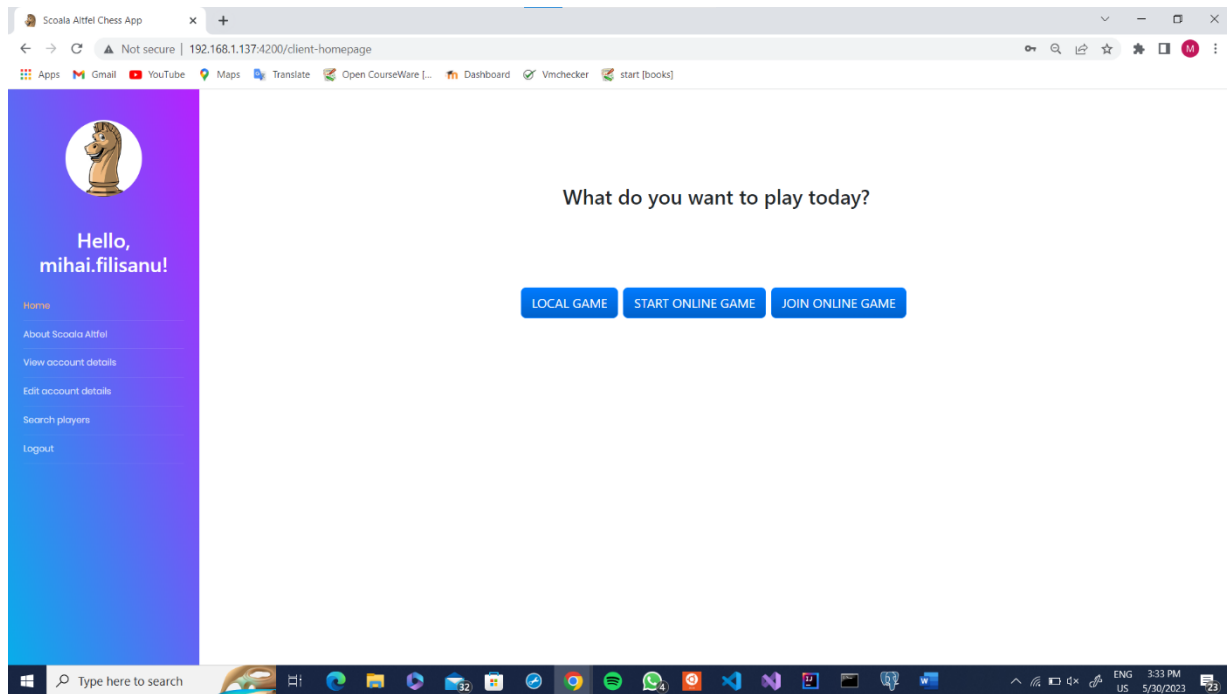 Scoala Altfel Chess App
Not secure | 192.168.1.137:4200/client-homepage
M
Apps Gmail YouTube Maps Translate Open CourseWare [... Dashboard Vmchecker start [books]
Hello,
mihai.filisanu!
Home
About Scoala Altfel
View account details
Edit account details
Search players
Logout
What do you want to play today?
LOCAL GAME START ONLINE GAME JOIN ONLINE GAME
Type here to search
32
4
ENG 3:33 PM
US 5/30/2023
23